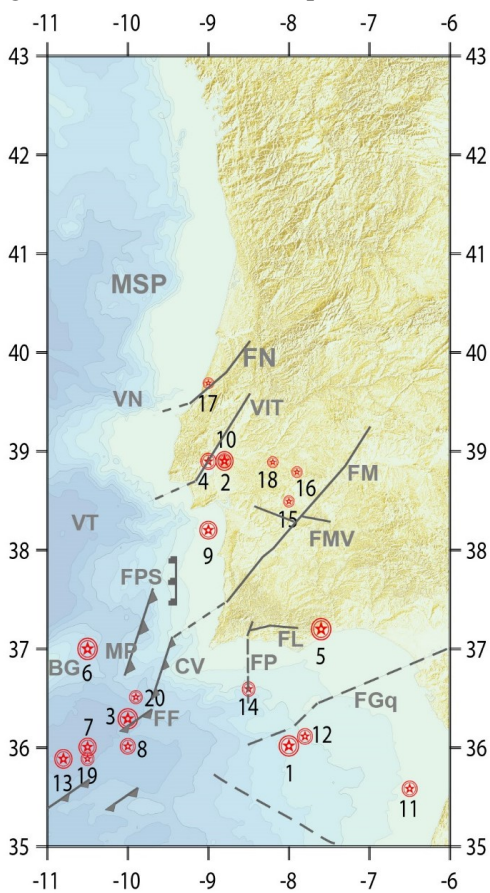 -11 -10 -9 -8 -7 -6
43 43
42 42
41 41
MSP
40 40
FN
VN 17 VIT
10
39 39
4 2 18 16 FM
15
VT 9 FMV
38 38
FPS
FL
37 37
BG 6 MP CV FP 5
20 14 FGq
3 FF
7 12
36 36
8 1
13 19
11
35 35
-11 -10 -9 -8 -7 -6